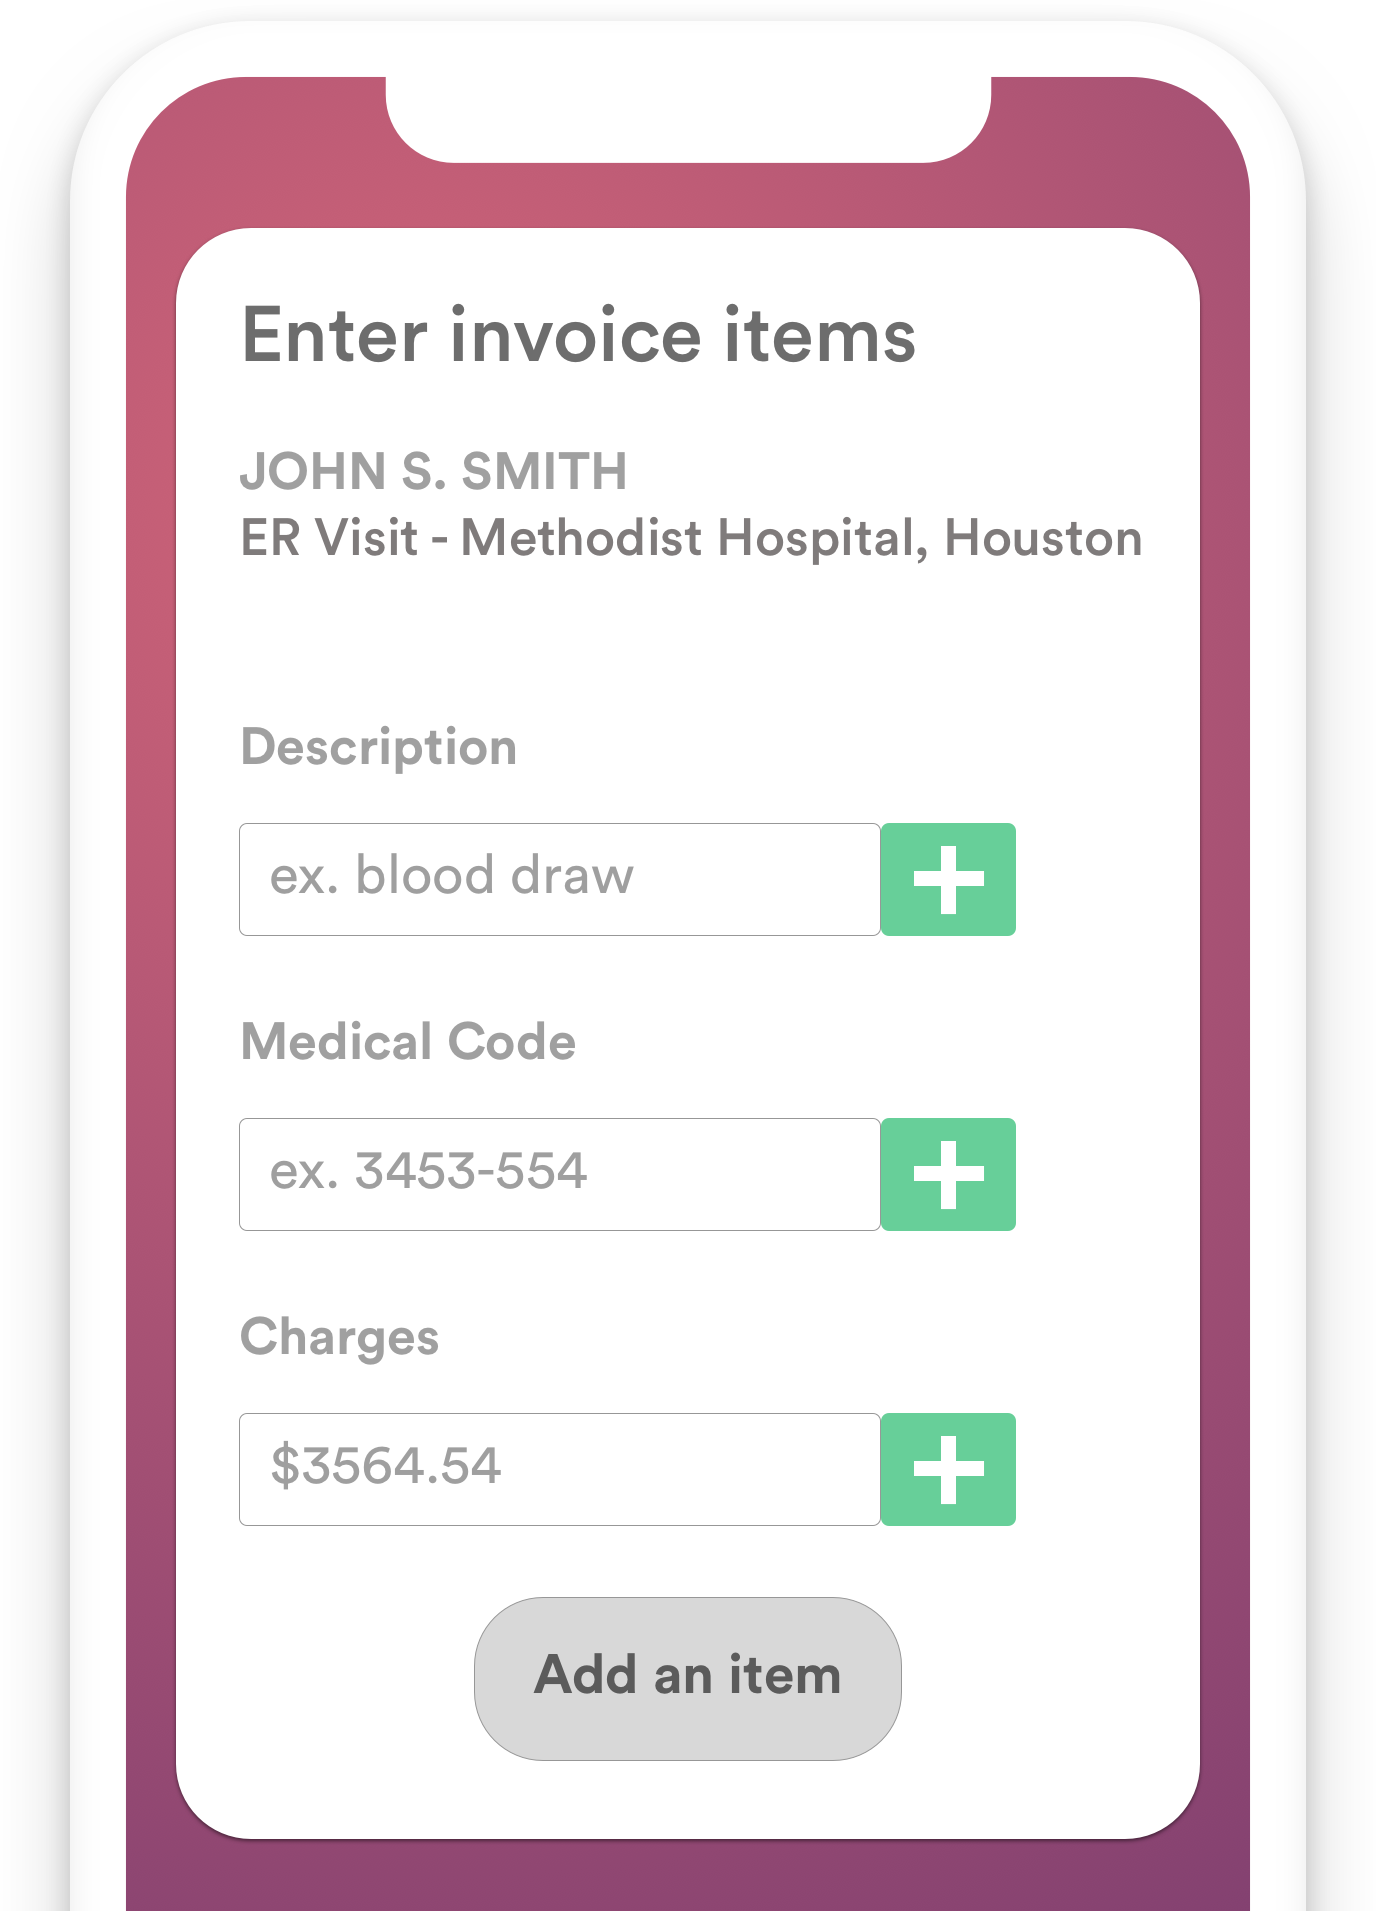 Enter invoice items
JOHN S. SMITH
ER Visit - Methodist Hospital, Houston
Description
ex. blood draw
Medical Code
ex. 3453-554
Charges
$3564.54
Add an item